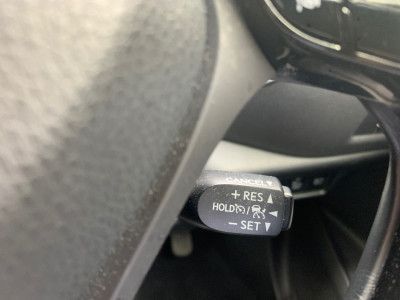 CANCEL
+ RES ▲
HOLD / ◄
− SET ▼